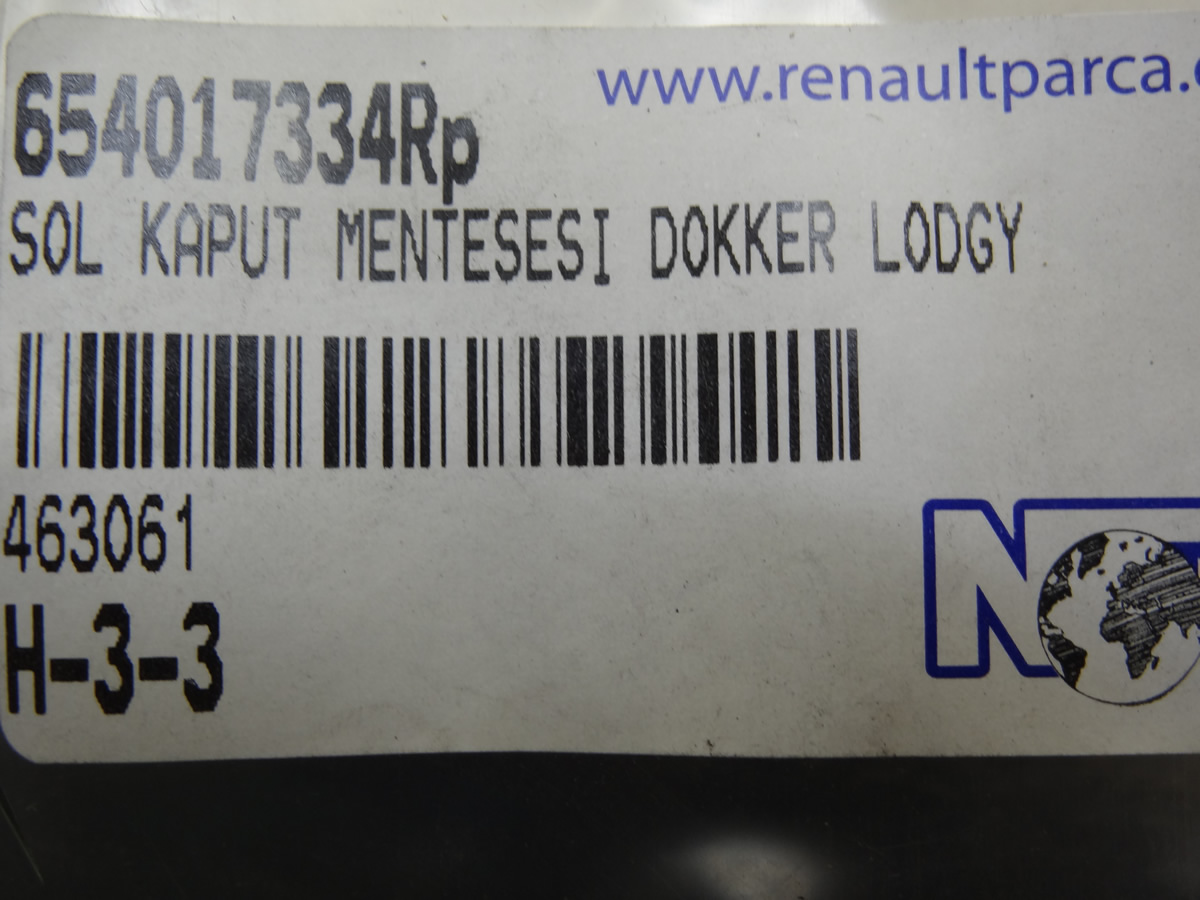 www.renaultparca.
654017334Rp
SOL KAPUT MENTESESI DOKKER LODGY
463061
H-3-3
N